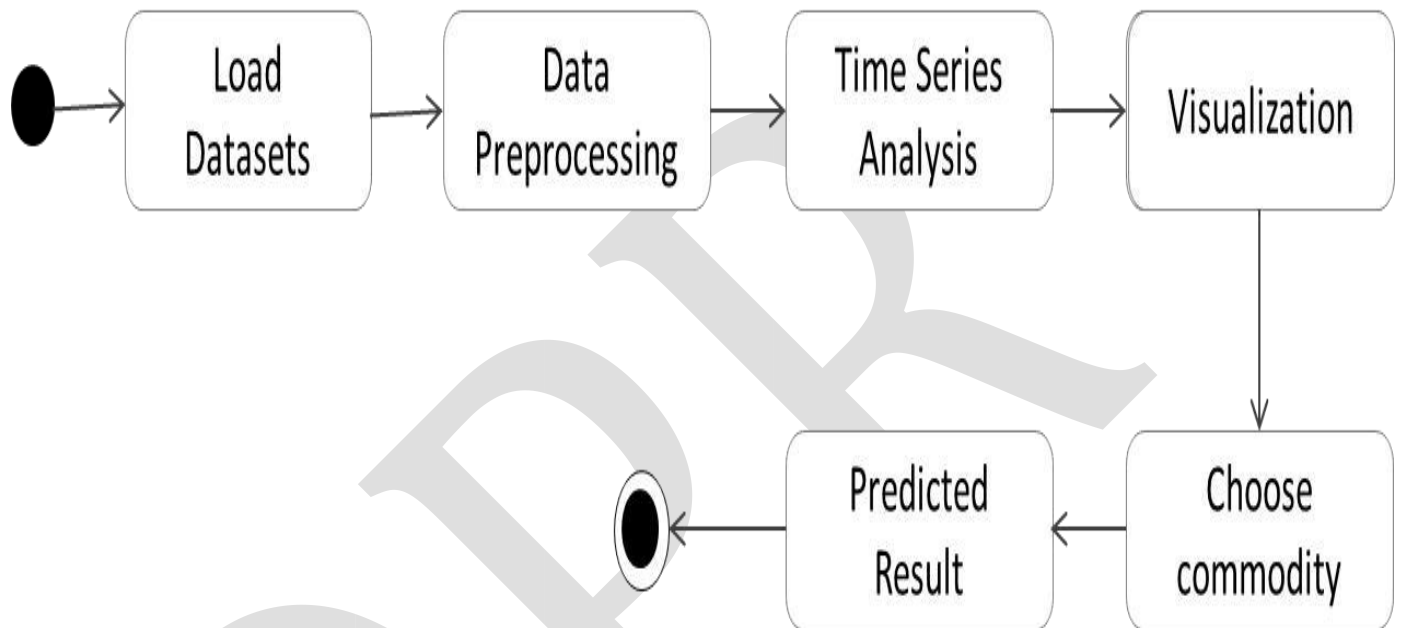 Load
Datasets
Data
Preprocessing
Time Series
Analysis
Visualization
Choose
commodity
Predicted
Result